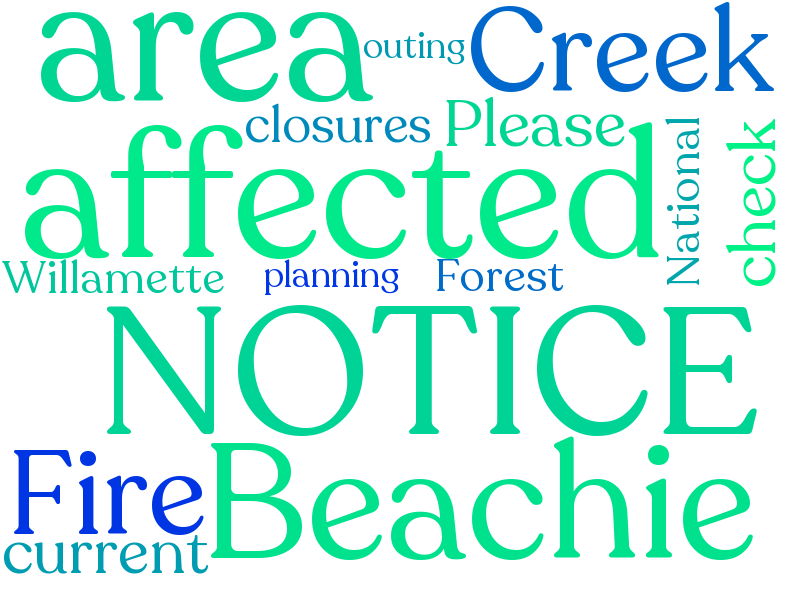 area outing Creek
closures Please
affected National check
Willamette planning Forest
NOTICE
Fire Beachie
current